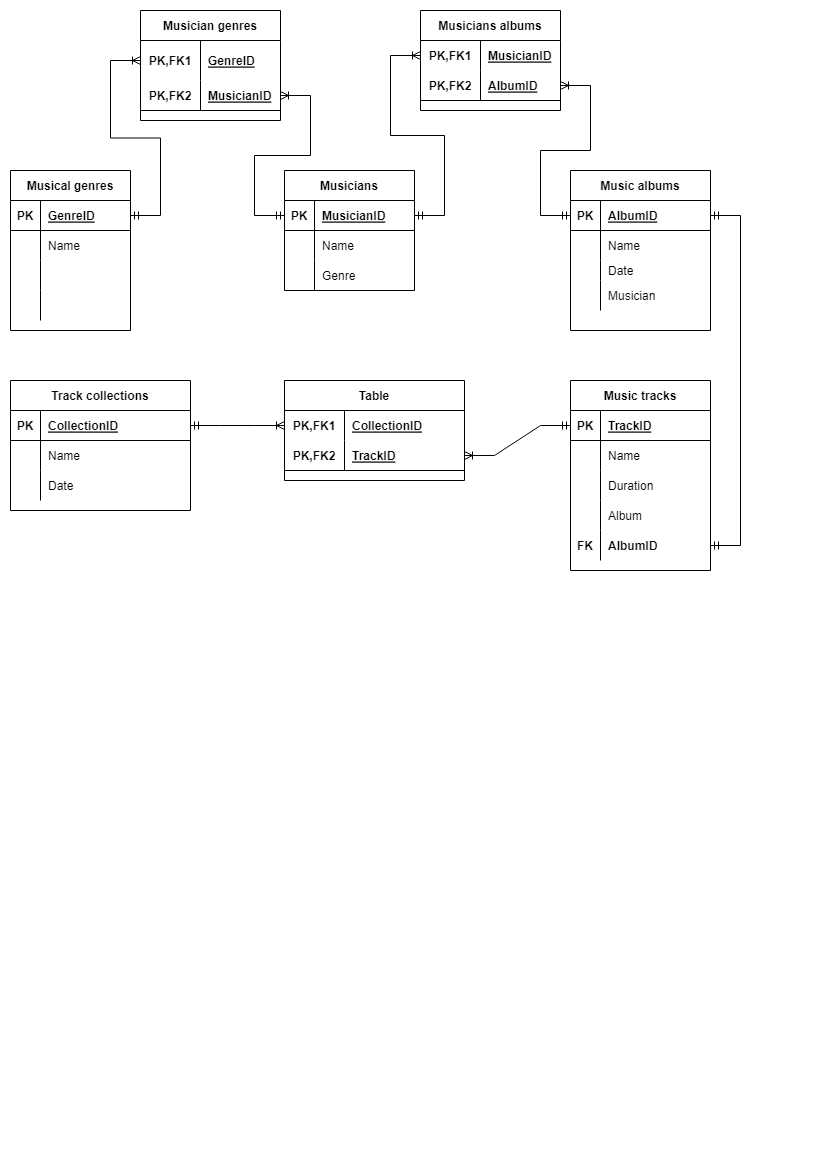 Musician genres
PK,FK1 GenreID
PK,FK2 MusicianID
Musicians albums
PK,FK1 MusicianID
PK,FK2 AlbumID
Musical genres
PK GenreID
Name
Musicians
PK MusicianID
Name
Genre
Music albums
PK AlbumID
Name
Date
Musician
Track collections
PK CollectionID
Name
Date
Table
PK,FK1 CollectionID
PK,FK2 TrackID
Music tracks
PK TrackID
Name
Duration
Album
FK AlbumID